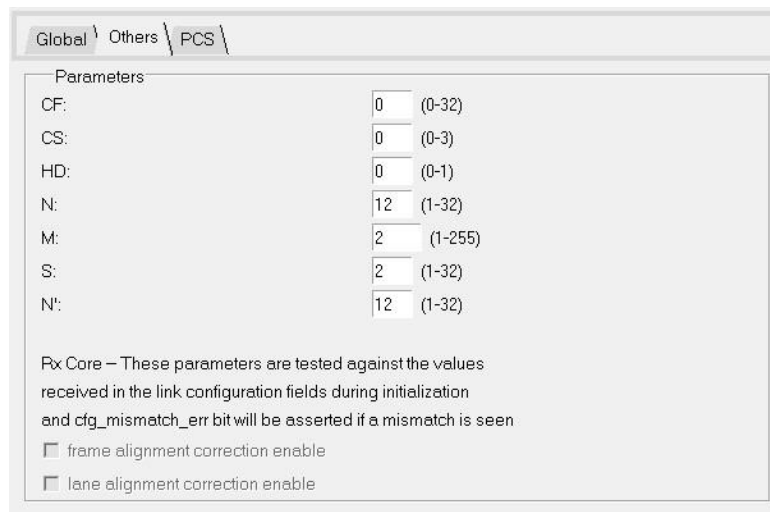 Global Others PCS
Parameters
CF: 0 (0-32)
CS: 0 (0-3)
HD: 0 (0-1)
N: 12 (1-32)
M: 2 (1-255)
S: 2 (1-32)
N': 12 (1-32)
Rx Core – These parameters are tested against the values
received in the link configuration fields during initialization
and cfg_mismatch_err bit will be asserted if a mismatch is seen
frame alignment correction enable
lane alignment correction enable